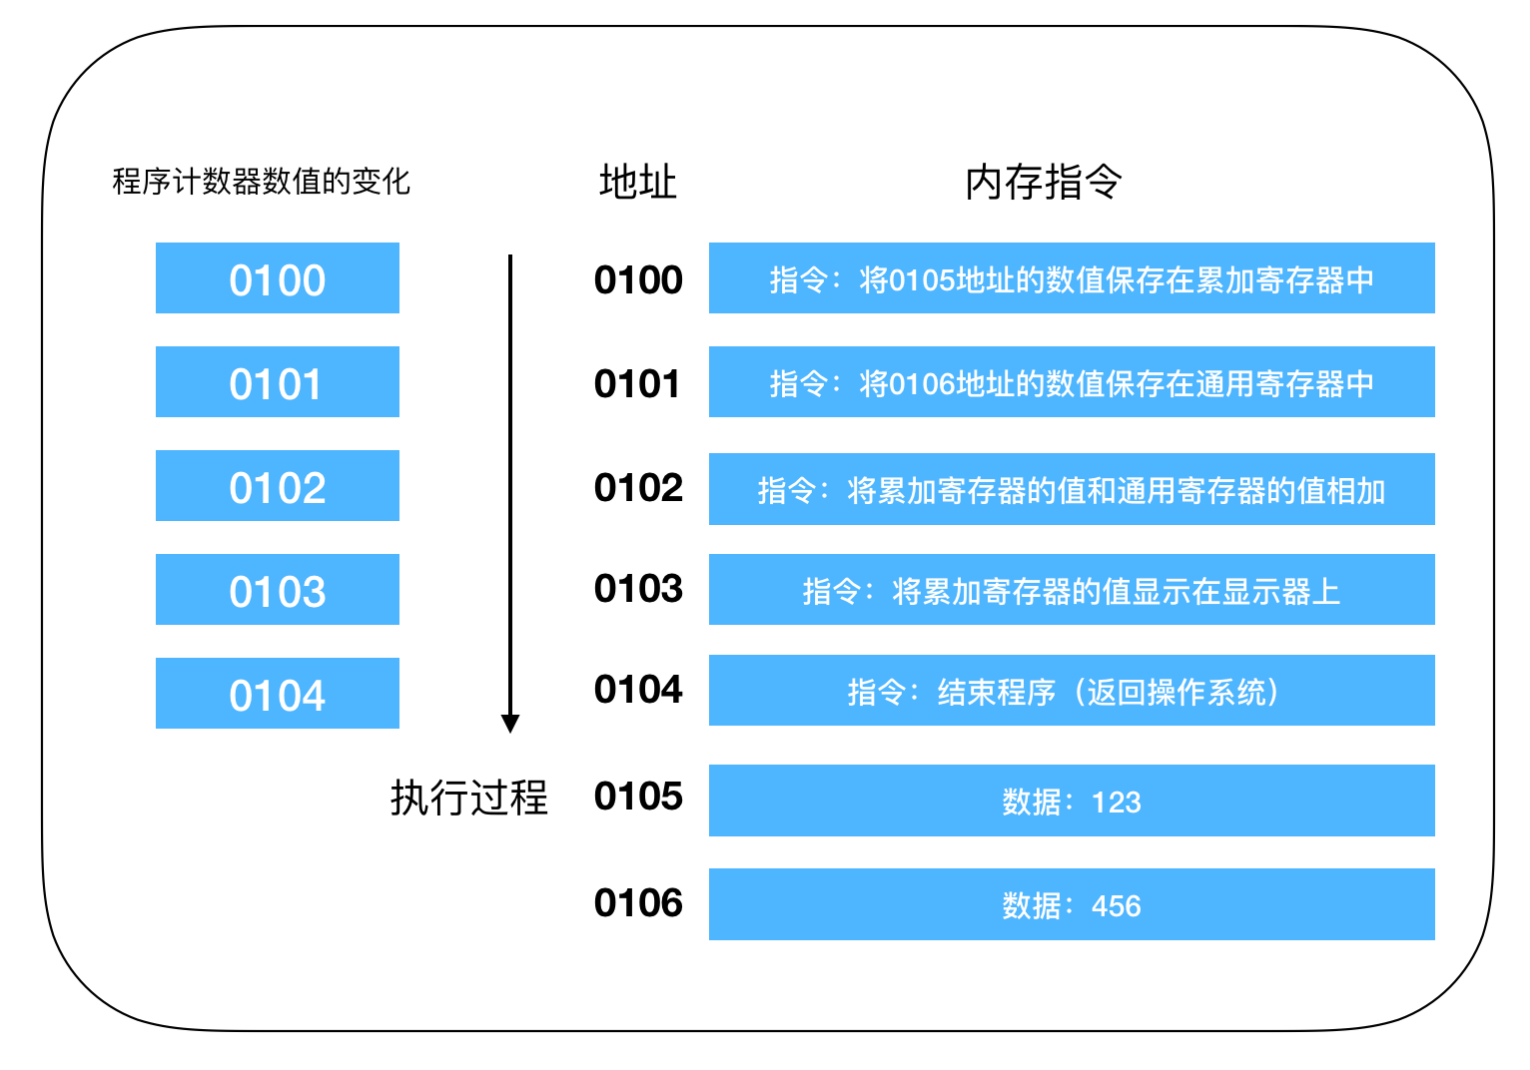 程序计数器数值的变化 地址 内存指令
0100 0100 指令：将0105地址的数值保存在累加寄存器中
0101 0101 指令：将0106地址的数值保存在通用寄存器中
0102 0102 指令：将累加寄存器的值和通用寄存器的值相加
0103 0103 指令：将累加寄存器的值显示在显示器上
0104 0104 指令：结束程序（返回操作系统）
执行过程 0105 数据：123
0106 数据：456